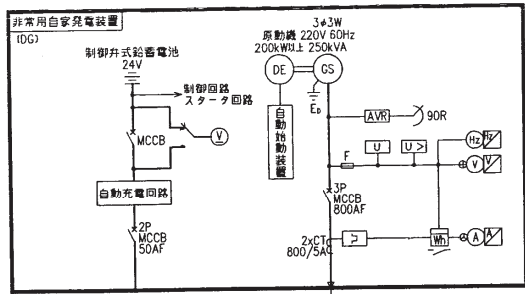 非常用自家発電装置
(DG)
制御弁式鉛蓄電池
24V
制御回路
スタータ回路
MCCB
V
自動充電回路
2P
MCCB
50AF
3φ3W
原動機 220V 60Hz
200kW以上 250kVA
DE
GS
ED
自動始動装置
AVR
90R
F
U
U>
Hz
Hz
V
V
3P
MCCB
800AF
2xCT
800/5A
Wh
A
A